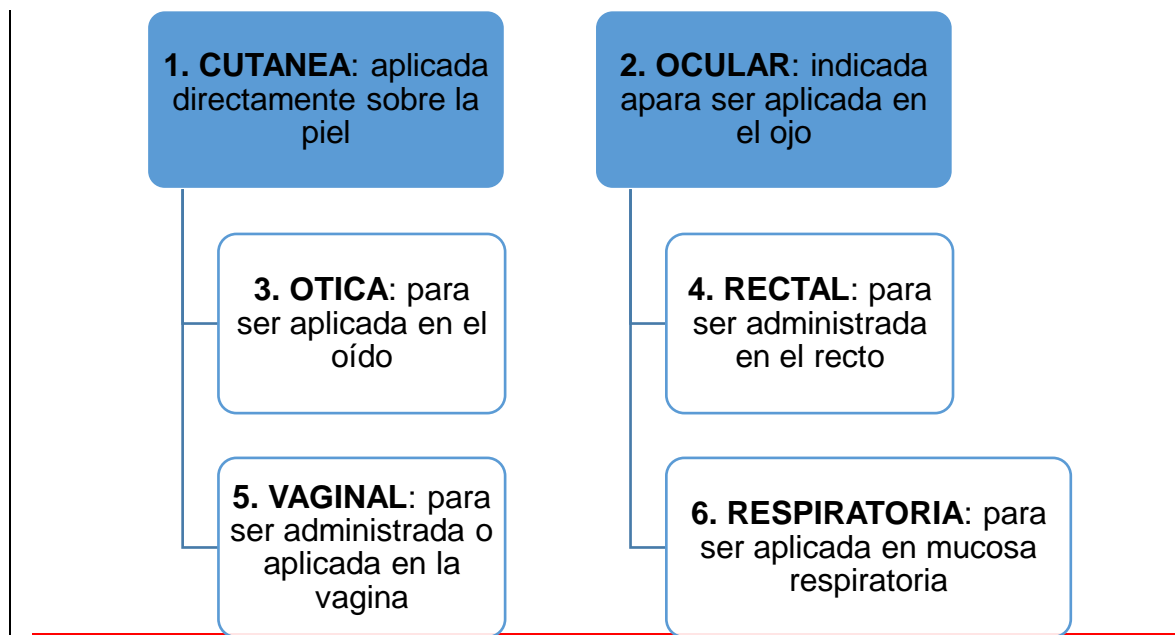 1. CUTANEA: aplicada
directamente sobre la
piel
2. OCULAR: indicada
apara ser aplicada en
el ojo
3. OTICA: para
ser aplicada en el
oído
4. RECTAL: para
ser administrada
en el recto
5. VAGINAL: para
ser administrada o
aplicada en la
vagina
6. RESPIRATORIA: para
ser aplicada en mucosa
respiratoria